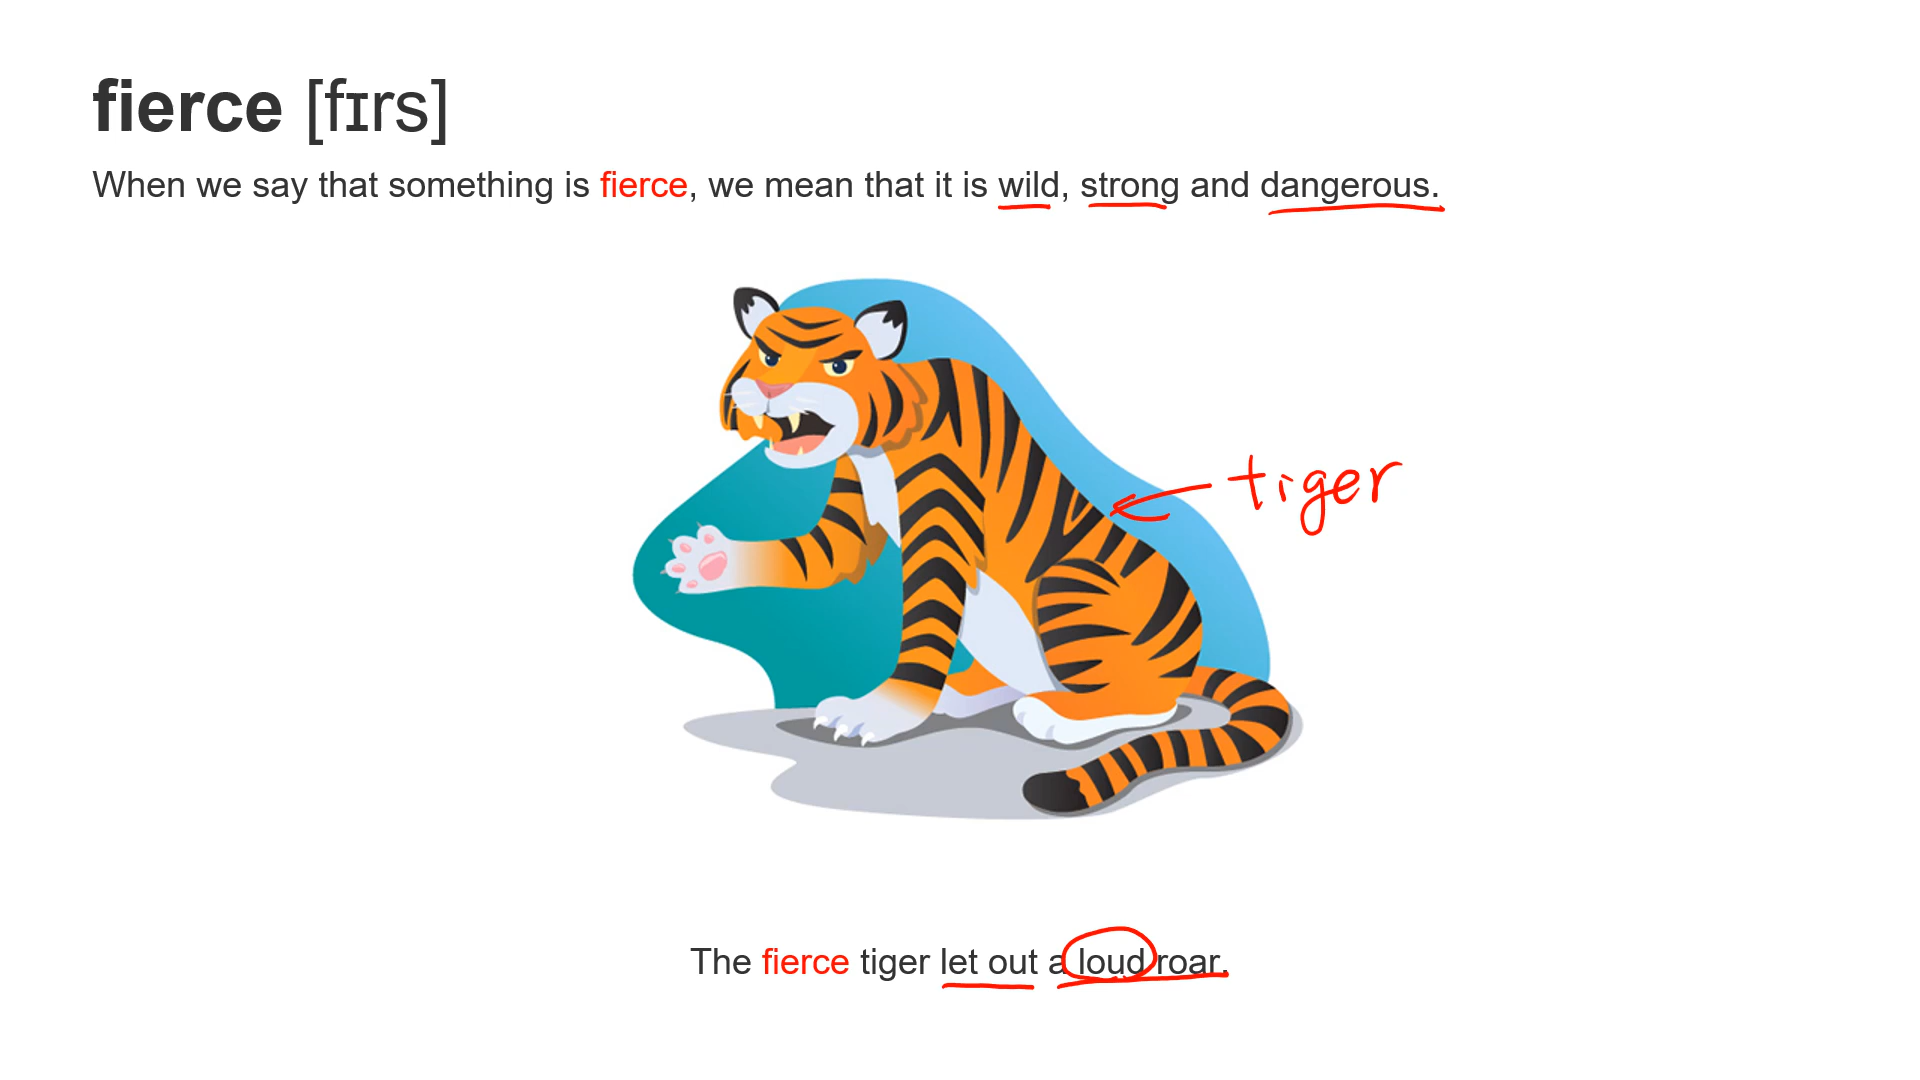 fierce [fɪrs]
When we say that something is fierce, we mean that it is wild, strong and dangerous.
tiger
The fierce tiger let out a loud roar.